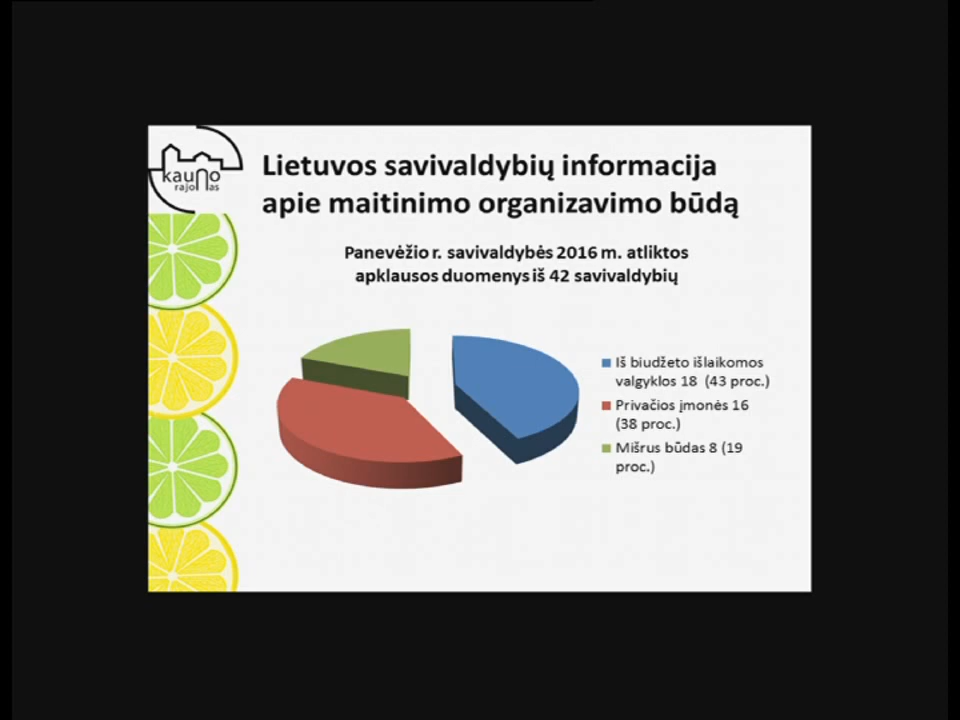 kauno
rajonas
Lietuvos savivaldybių informacija
apie maitinimo organizavimo būdą
Panevėžio r. savivaldybės 2016 m. atliktos
apklausos duomenys iš 42 savivaldybių
Iš biudžeto išlaikomos
valgyklos 18 (43 proc.)
Privačios įmonės 16
(38 proc.)
Mišrus būdas 8 (19
proc.)